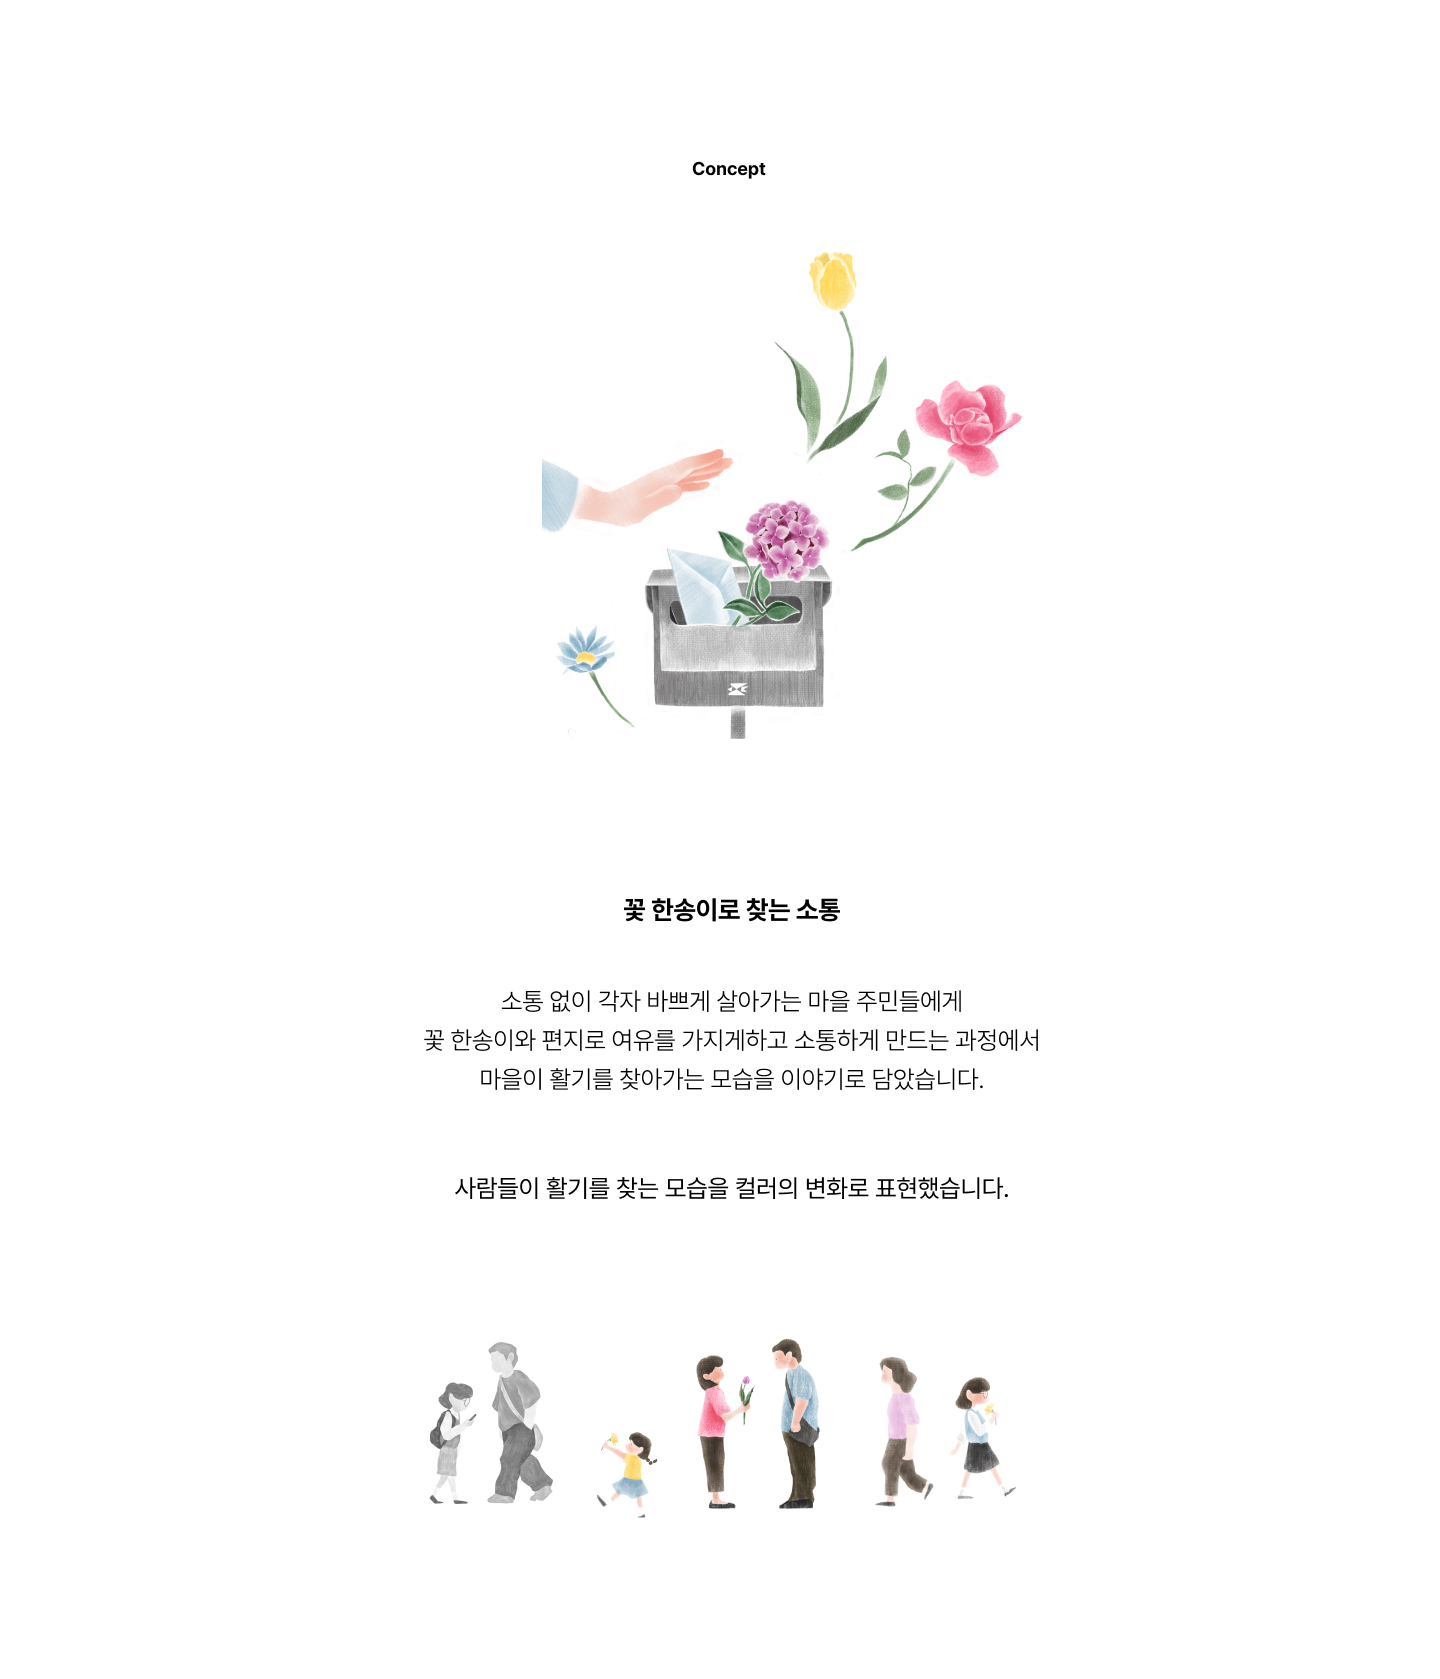 Concept
꽃 한송이로 찾는 소통
소통 없이 각자 바쁘게 살아가는 마을 주민들에게
꽃 한송이와 편지로 여유를 가지게하고 소통하게 만드는 과정에서
마을이 활기를 찾아가는 모습을 이야기로 담았습니다.
사람들이 활기를 찾는 모습을 컬러의 변화로 표현했습니다.